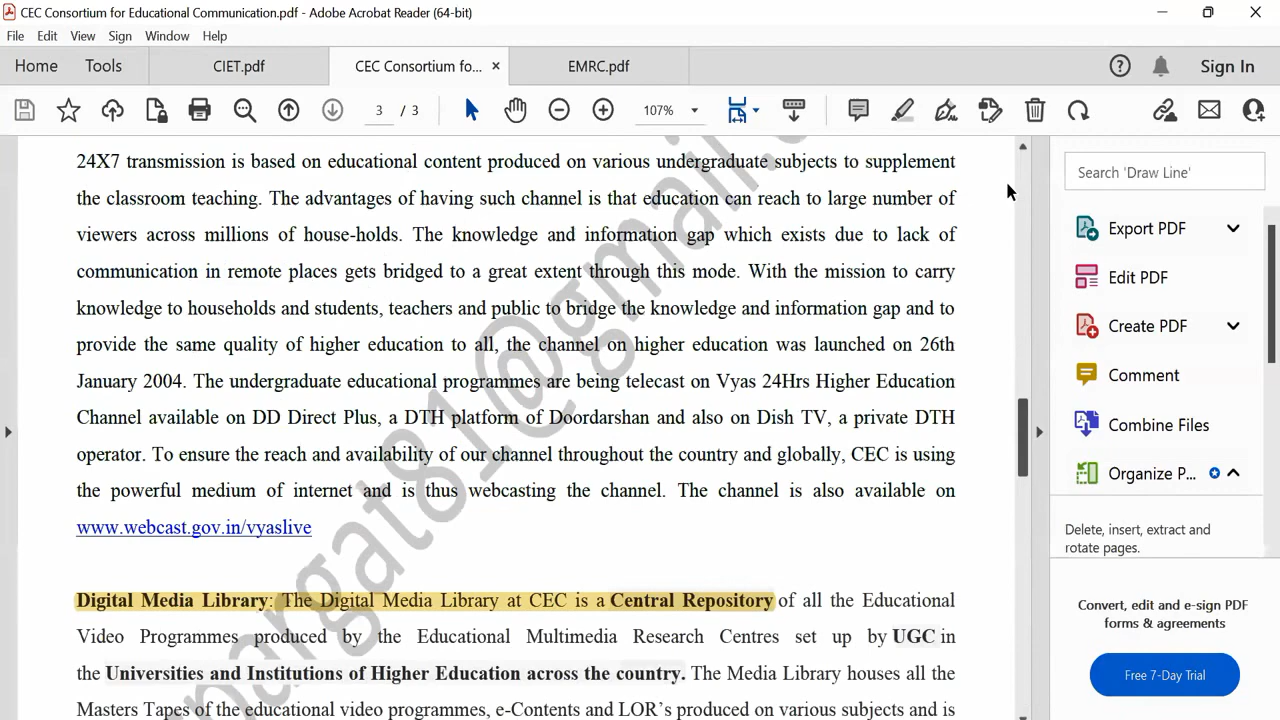 CEC Consortium for Educational Communication.pdf - Adobe Acrobat Reader (64-bit)
File Edit View Sign Window Help
Home Tools CIET.pdf CEC Consortium fo... × EMRC.pdf ? Sign In
3 / 3 107%
24X7 transmission is based on educational content produced on various undergraduate subjects to supplement
the classroom teaching. The advantages of having such channel is that education can reach to large number of
viewers across millions of house-holds. The knowledge and information gap which exists due to lack of
communication in remote places gets bridged to a great extent through this mode. With the mission to carry
knowledge to households and students, teachers and public to bridge the knowledge and information gap and to
provide the same quality of higher education to all, the channel on higher education was launched on 26th
January 2004. The undergraduate educational programmes are being telecast on Vyas 24Hrs Higher Education
Channel available on DD Direct Plus, a DTH platform of Doordarshan and also on Dish TV, a private DTH
operator. To ensure the reach and availability of our channel throughout the country and globally, CEC is using
the powerful medium of internet and is thus webcasting the channel. The channel is also available on
www.webcast.gov.in/vyaslive
Digital Media Library: The Digital Media Library at CEC is a Central Repository of all the Educational
Video Programmes produced by the Educational Multimedia Research Centres set up by UGC in
the Universities and Institutions of Higher Education across the country. The Media Library houses all the
Masters Tapes of the educational video programmes, e-Contents and LOR's produced on various subjects and is
Search 'Draw Line'
Export PDF
Edit PDF
Create PDF
Comment
Combine Files
Organize P...
Delete, insert, extract and
rotate pages.
Convert, edit and e-sign PDF
forms & agreements
Free 7-Day Trial